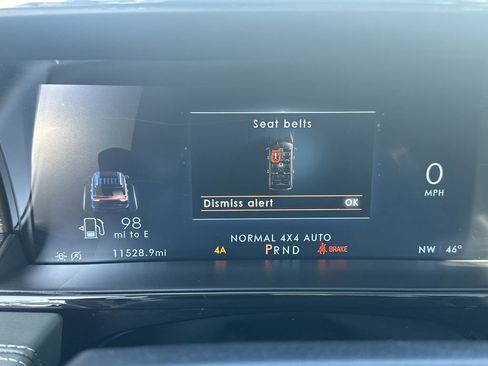 Seat belts
Dismiss alert OK
0
MPH
98
mi to E
11528.9mi
NORMAL 4X4 AUTO
4A
PRND
BRAKE
NW 46°